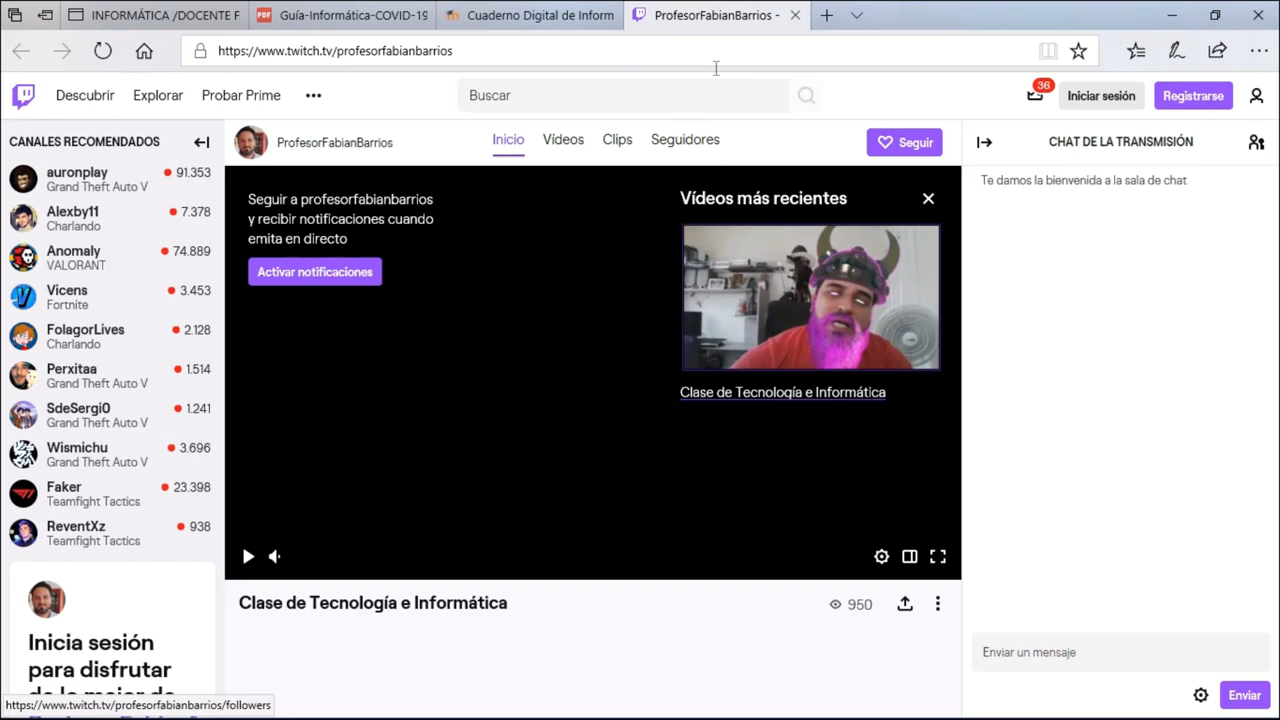 INFORMÁTICA /DOCENTE F
Guía-Informática-COVID-19
Cuaderno Digital de Inform
ProfesorFabianBarrios -
https://www.twitch.tv/profesorfabianbarrios
Descubrir
Explorar
Probar Prime
Buscar
36
Iniciar sesión
Registrarse
CANALES RECOMENDADOS
auronplay
91.353
Grand Theft Auto V
Alexby11
7.378
Charlando
Anomaly
74.889
VALORANT
Vicens
3.453
Fortnite
FolagorLives
2.128
Charlando
Perxitaa
1.514
Grand Theft Auto V
SdeSergi0
1.241
Grand Theft Auto V
Wismichu
3.696
Grand Theft Auto V
Faker
23.398
Teamfight Tactics
ReventXz
938
Teamfight Tactics
Inicia sesión
para disfrutar
https://www.twitch.tv/profesorfabianbarrios/followers
ProfesorFabianBarrios
Inicio
Vídeos
Clips
Seguidores
Seguir
Seguir a profesorfabianbarrios
y recibir notificaciones cuando
emita en directo
Activar notificaciones
Vídeos más recientes
Clase de Tecnología e Informática
Clase de Tecnología e Informática
950
CHAT DE LA TRANSMISIÓN
Te damos la bienvenida a la sala de chat
Enviar un mensaje
Enviar